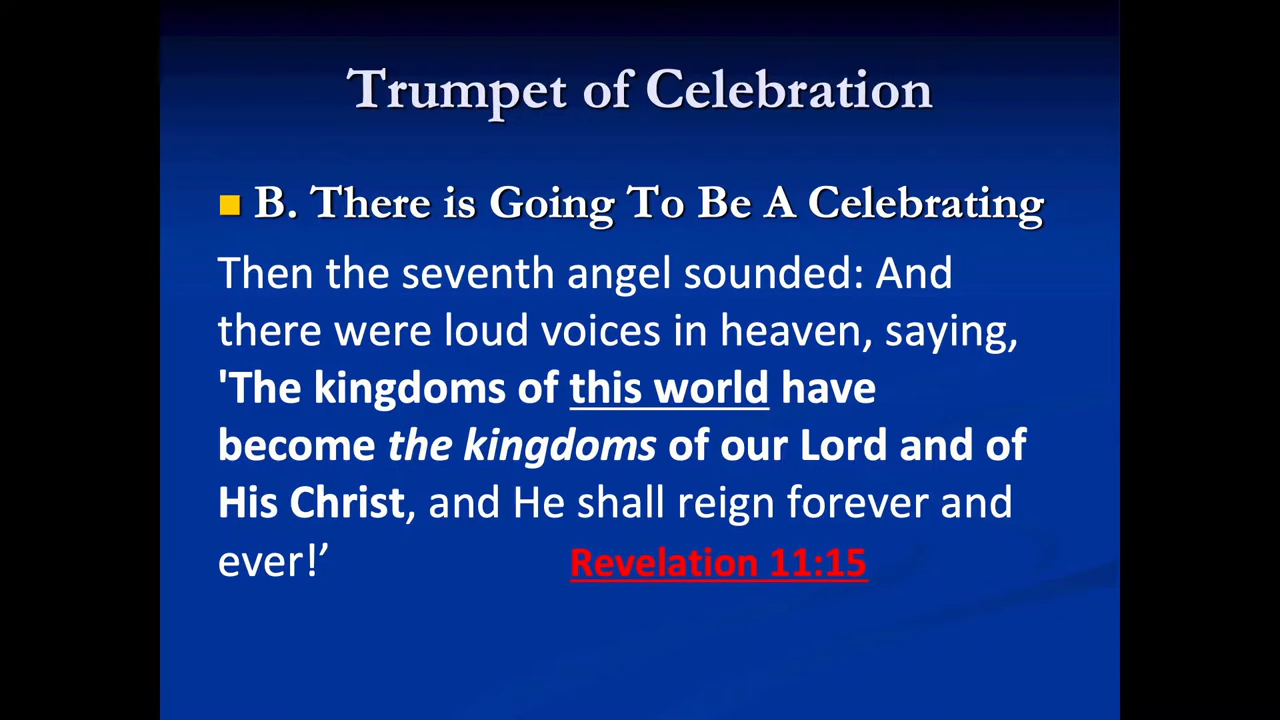 Trumpet of Celebration
B. There is Going To Be A Celebrating
Then the seventh angel sounded: And
there were loud voices in heaven, saying,
'The kingdoms of this world have
become the kingdoms of our Lord and of
His Christ, and He shall reign forever and
ever!’ Revelation 11:15